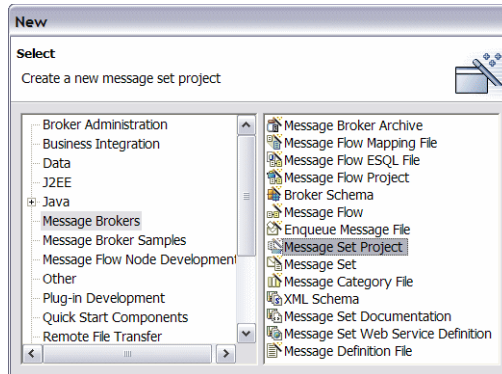 New
Select
Create a new message set project
Broker Administration
Business Integration
Data
J2EE
Java
Message Brokers
Message Broker Samples
Message Flow Node Development
Other
Plug-in Development
Quick Start Components
Remote File Transfer
Message Broker Archive
Message Flow Mapping File
Message Flow ESQL File
Message Flow Project
Broker Schema
Message Flow
Enqueue Message File
Message Set Project
Message Set
Message Category File
XML Schema
Message Set Documentation
Message Set Web Service Definition
Message Definition File